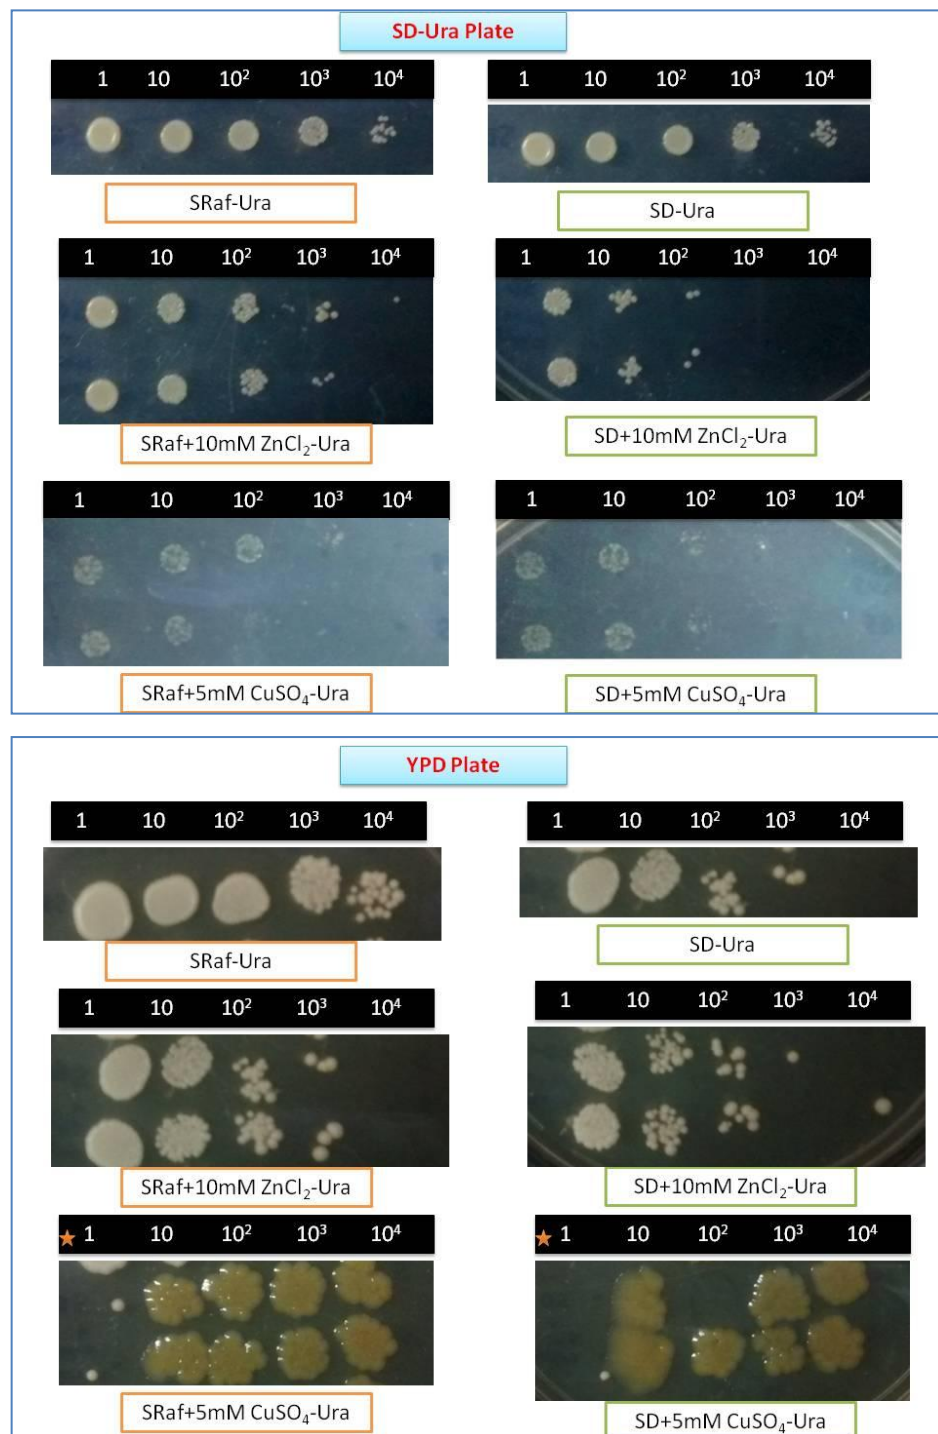 SD-Ura Plate
1 10 10² 10³ 10⁴
1 10 10² 10³ 10⁴
SRaf-Ura
SD-Ura
1 10 10² 10³ 10⁴
1 10 10² 10³ 10⁴
SRaf+10mM ZnCl₂-Ura
SD+10mM ZnCl₂-Ura
1 10 10² 10³ 10⁴
1 10 10² 10³ 10⁴
SRaf+5mM CuSO₄-Ura
SD+5mM CuSO₄-Ura
YPD Plate
1 10 10² 10³ 10⁴
1 10 10² 10³ 10⁴
SRaf-Ura
SD-Ura
1 10 10² 10³ 10⁴
1 10 10² 10³ 10⁴
SRaf+10mM ZnCl₂-Ura
SD+10mM ZnCl₂-Ura
★ 1 10 10² 10³ 10⁴
★ 1 10 10² 10³ 10⁴
SRaf+5mM CuSO₄-Ura
SD+5mM CuSO₄-Ura